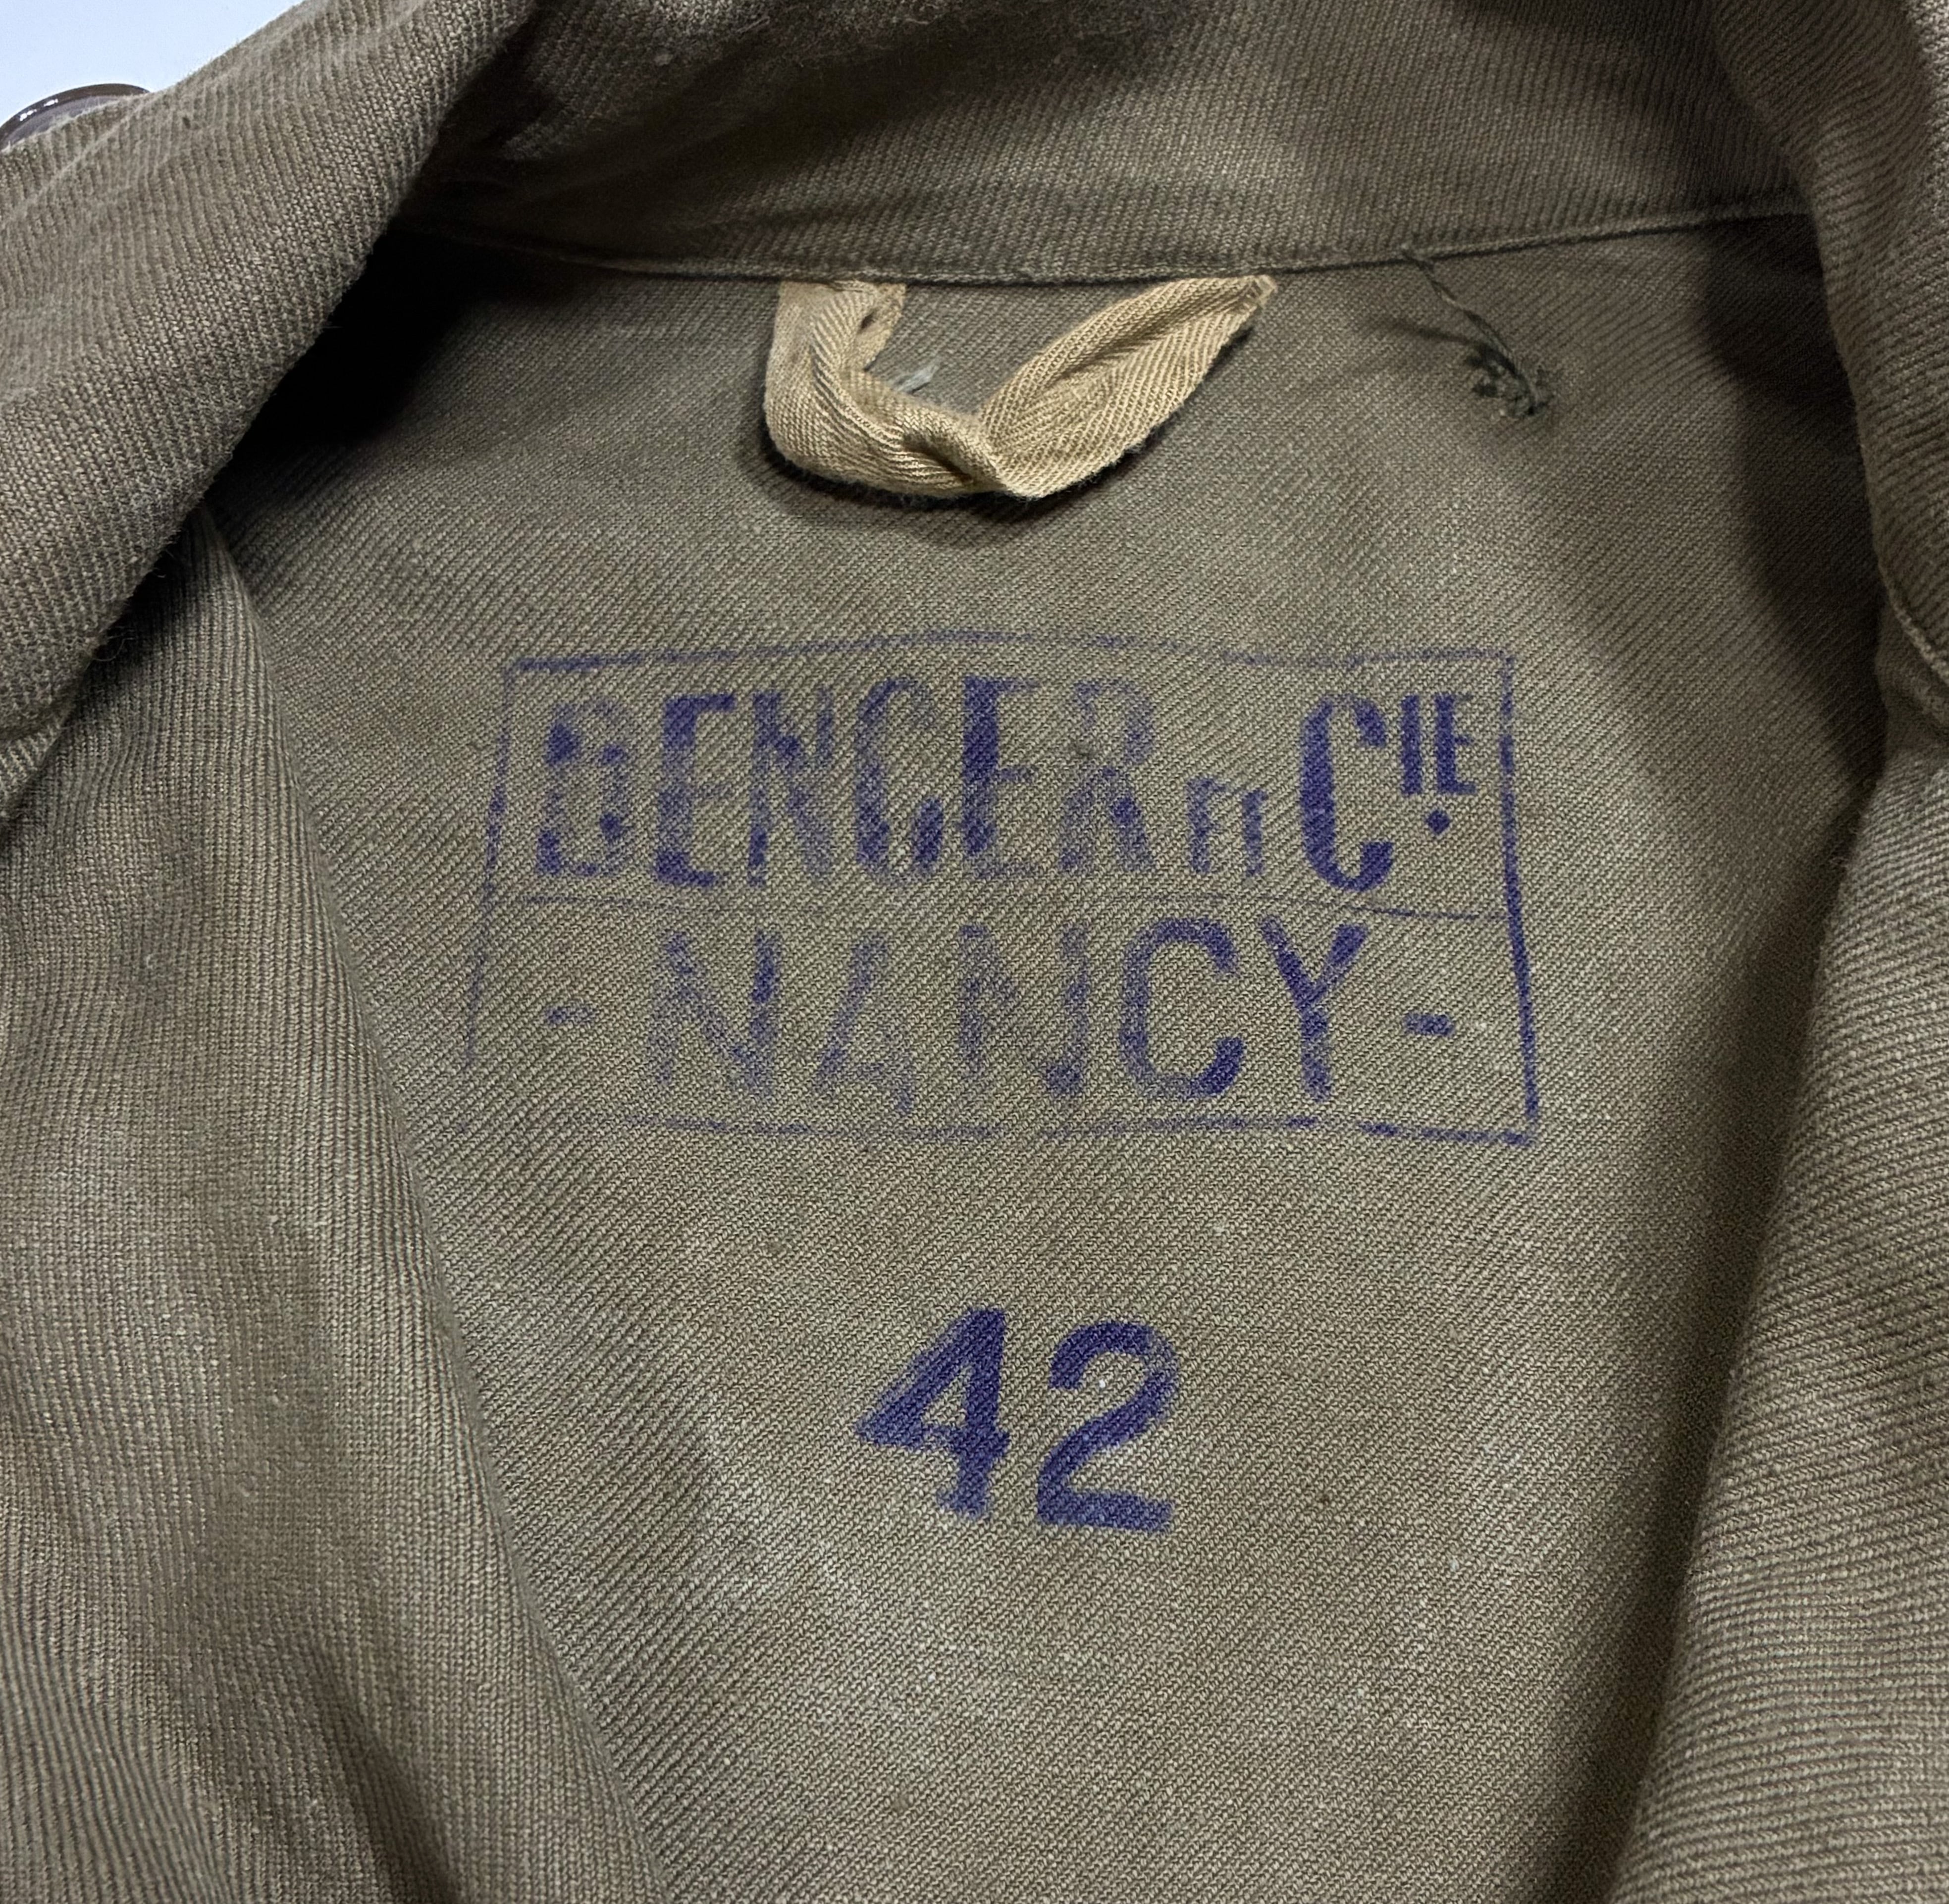 BENGER ET CIE.
- NANCY -
42